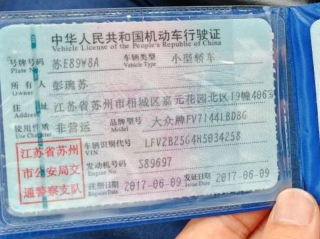 中华人民共和国机动车行驶证
Vehicle License of the People's Republic of China
号牌号码 苏E89W8A 车辆类型 小型轿车
Plate No. Vehicle Type
所有人 彭瑰苏
Owner
住址 江苏省苏州市相城区嘉元花园北区19幢406室
Address
使用性质 非营运 品牌型号 大众牌FV7144LBDBG
Use Character Model
江苏省苏州 车辆识别代号 LFV2B25G4H5034258
VIN
市公安局交 发动机号码 S89697
Engine No.
通警察支队 注册日期 2017-06-09 发证日期 2017-06-09
Register Date Issue Date